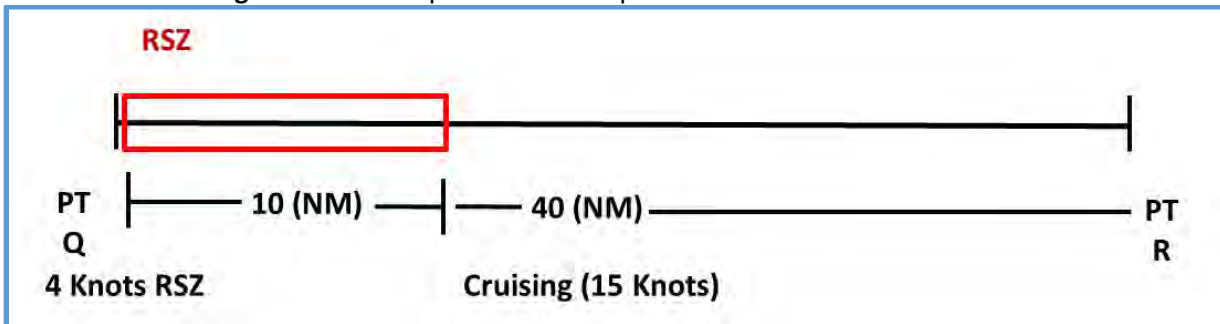 RSZ
PT
Q
10 (NM)
40 (NM)
PT
R
4 Knots RSZ
Cruising (15 Knots)